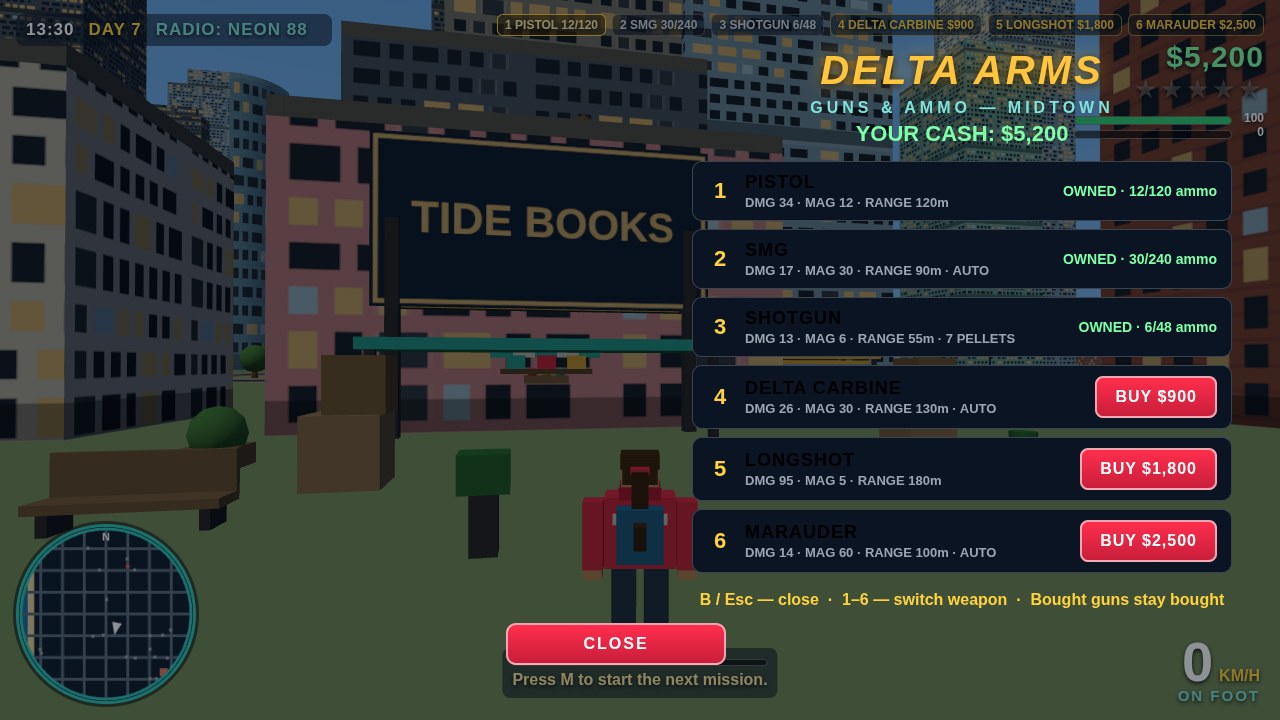 13:30 DAY 7 RADIO: NEON 88
1 PISTOL 12/120 2 SMG 30/240 3 SHOTGUN 6/48 4 DELTA CARBINE $900 5 LONGSHOT $1,800 6 MARAUDER $2,500
$5,200
DELTA ARMS
GUNS & AMMO — MIDTOWN
100
0
YOUR CASH: $5,200
1 PISTOL
DMG 34 · MAG 12 · RANGE 120m
OWNED · 12/120 ammo
2 SMG
DMG 17 · MAG 30 · RANGE 90m · AUTO
OWNED · 30/240 ammo
3 SHOTGUN
DMG 13 · MAG 6 · RANGE 55m · 7 PELLETS
OWNED · 6/48 ammo
4 DELTA CARBINE
DMG 26 · MAG 30 · RANGE 130m · AUTO
BUY $900
5 LONGSHOT
DMG 95 · MAG 5 · RANGE 180m
BUY $1,800
6 MARAUDER
DMG 14 · MAG 60 · RANGE 100m · AUTO
BUY $2,500
B / Esc — close · 1–6 — switch weapon · Bought guns stay bought
CLOSE
Press M to start the next mission.
TIDE BOOKS
N
0 KM/H
ON FOOT